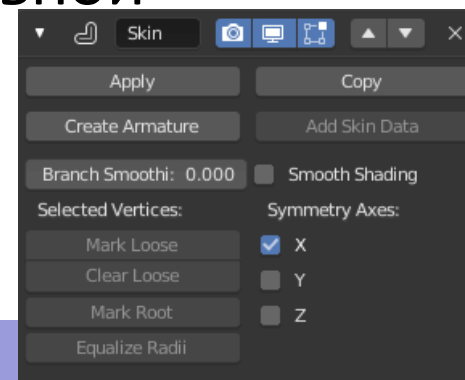 Skin
Apply Copy
Create Armature Add Skin Data
Branch Smoothi: 0.000 Smooth Shading
Selected Vertices: Symmetry Axes:
Mark Loose X
Clear Loose Y
Mark Root Z
Equalize Radii